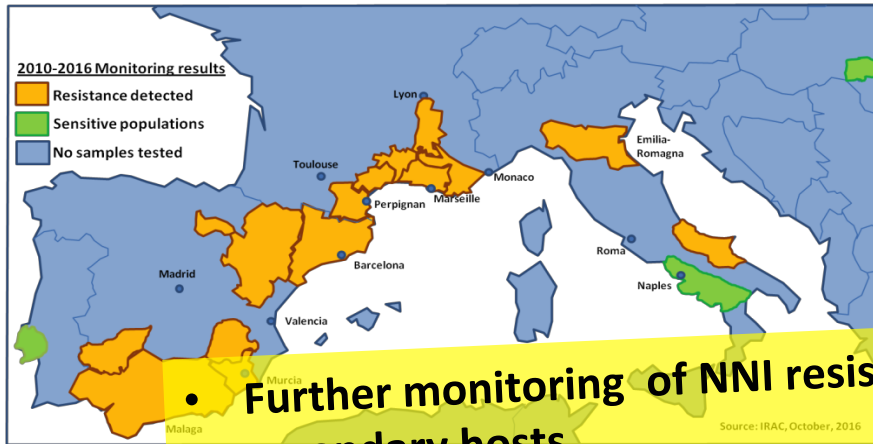 2010-2016 Monitoring results
Resistance detected
Sensitive populations
No samples tested
Lyon
Emilia-
Romagna
Toulouse
Monaco
Marseille
Perpignan
Roma
Barcelona
Madrid
Naples
Valencia
Murcia
• Further monitoring of NNI
Malaga
Source: IRAC, October, 2016
hosts